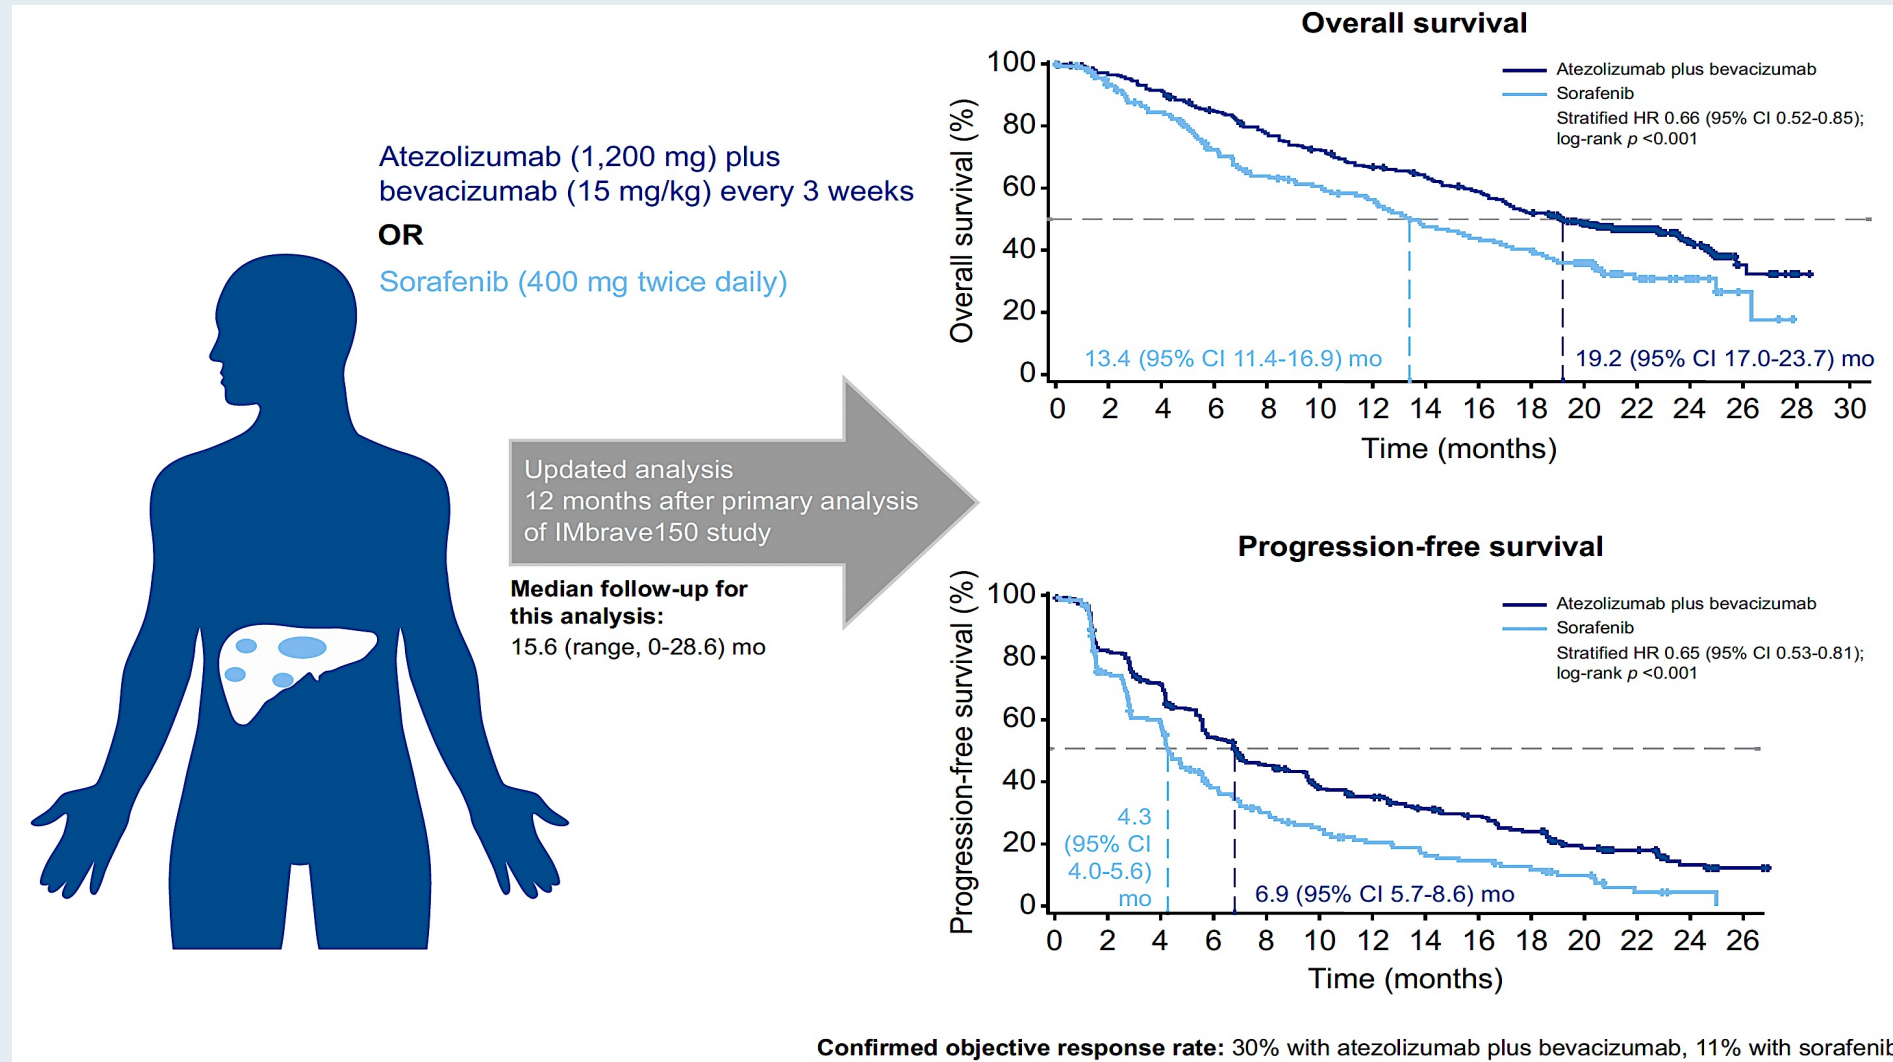 Atezolizumab (1,200 mg) plus
bevacizumab (15 mg/kg) every 3 weeks
OR
Sorafenib (400 mg twice daily)
Updated analysis
12 months after primary analysis
of IMbrave150 study
Median follow-up for
this analysis:
15.6 (range, 0-28.6) mo
Overall survival
Overall survival (%)
100
80
60
40
20
0
Atezolizumab plus bevacizumab
Sorafenib
Stratified HR 0.66 (95% CI 0.52-0.85);
log-rank p <0.001
13.4 (95% CI 11.4-16.9) mo
19.2 (95% CI 17.0-23.7) mo
0 2 4 6 8 10 12 14 16 18 20 22 24 26 28 30
Time (months)
Progression-free survival
Progression-free survival (%)
100
80
60
40
20
0
Atezolizumab plus bevacizumab
Sorafenib
Stratified HR 0.65 (95% CI 0.53-0.81);
log-rank p <0.001
4.3
(95% CI
4.0-5.6)
mo
6.9 (95% CI 5.7-8.6) mo
0 2 4 6 8 10 12 14 16 18 20 22 24 26
Time (months)
Confirmed objective response rate: 30% with atezolizumab plus bevacizumab, 11% with sorafenib